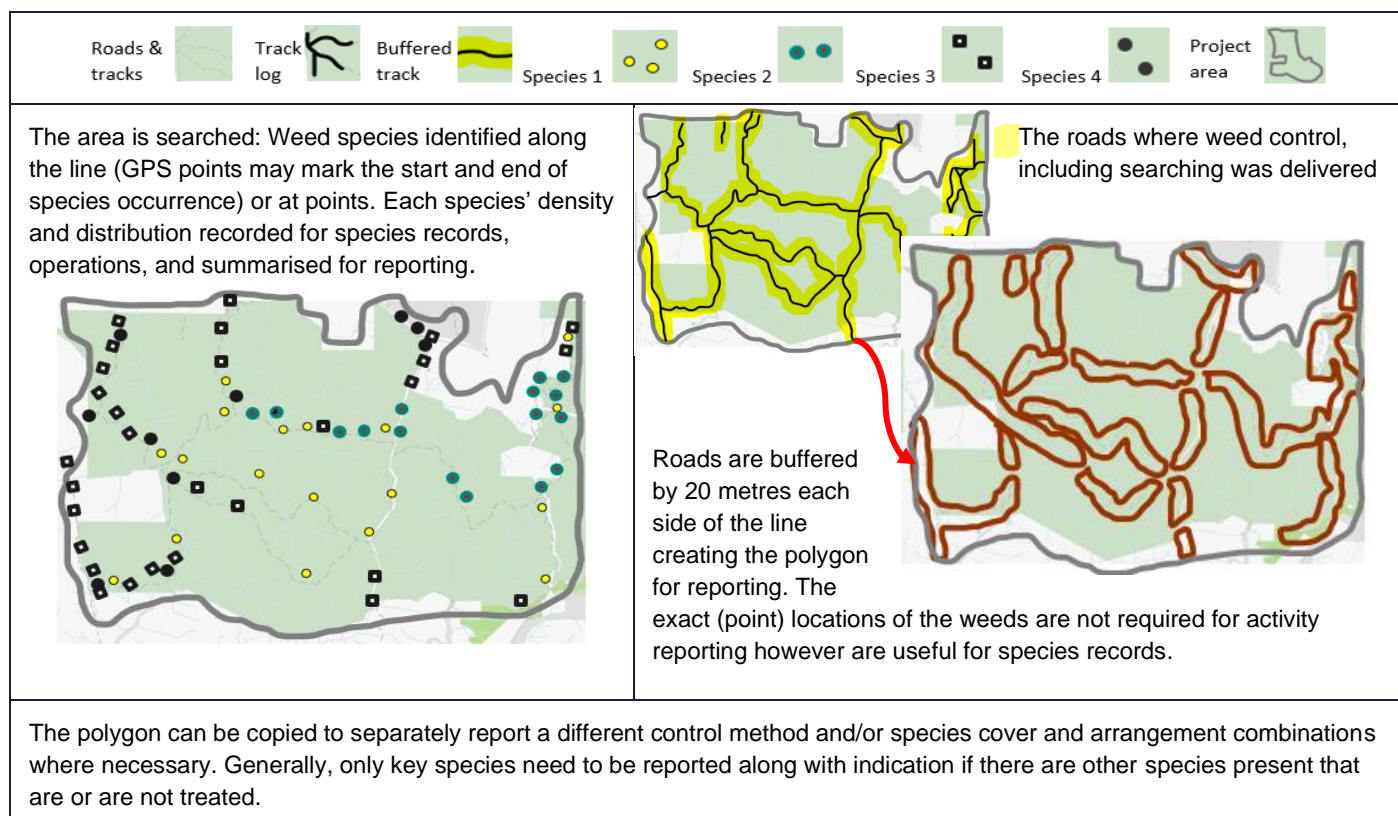 Roads & tracks
Track log
Buffered track
Species 1
Species 2
Species 3
Species 4
Project area
The area is searched: Weed species identified along
the line (GPS points may mark the start and end of
species occurrence) or at points. Each species’ density
and distribution recorded for species records,
operations, and summarised for reporting.
The roads where weed control,
including searching was delivered
Roads are buffered
by 20 metres each
side of the line
creating the polygon
for reporting. The
exact (point) locations of the weeds are not required for activity
reporting however are useful for species records.
The polygon can be copied to separately report a different control method and/or species cover and arrangement combinations
where necessary. Generally, only key species need to be reported along with indication if there are other species present that
are or are not treated.